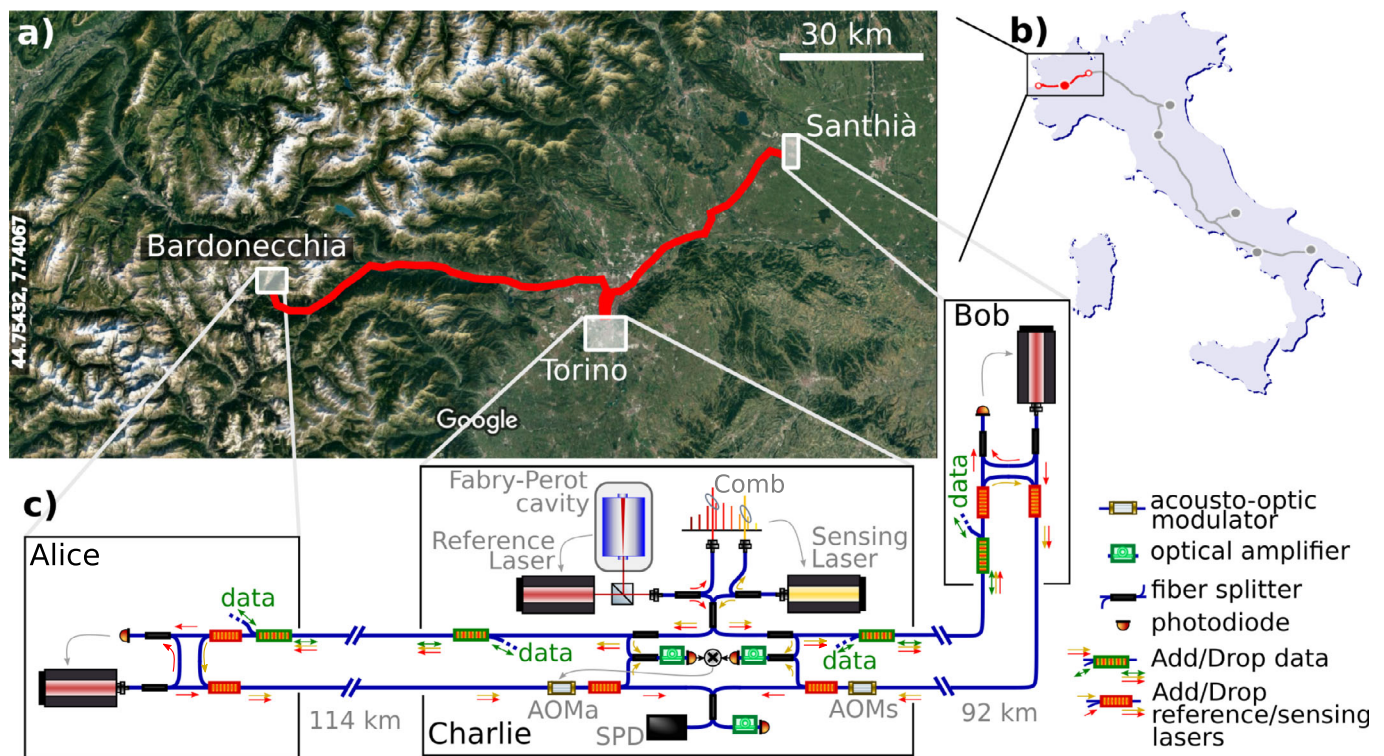 a)
30 km
b)
Santhià
Bardonecchia
44.75432, 7.74067
Torino
Google
Bob
data
c)
Alice
data
114 km
Fabry-Perot
cavity
Reference
Laser
Comb
Sensing
Laser
data
data
AOMa
AOMs
Charlie
SPD
92 km
acousto-optic
modulator
optical amplifier
fiber splitter
photodiode
Add/Drop data
Add/Drop
reference/sensing
lasers